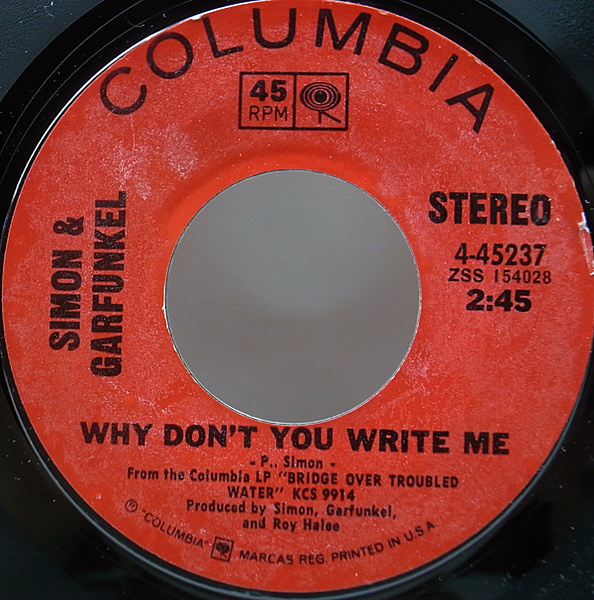 COLUMBIA
45
RPM
SIMON &
GARFUNKEL
STEREO
4-45237
ZSS 154028
2:45
WHY DON'T YOU WRITE ME
- P.. Simon -
From the Columbia LP "BRIDGE OVER TROUBLED
WATER" KCS 9914
Produced by Simon, Garfunkel,
and Roy Halee
Ⓟ "COLUMBIA" MARCAS REG. PRINTED IN U.S.A.